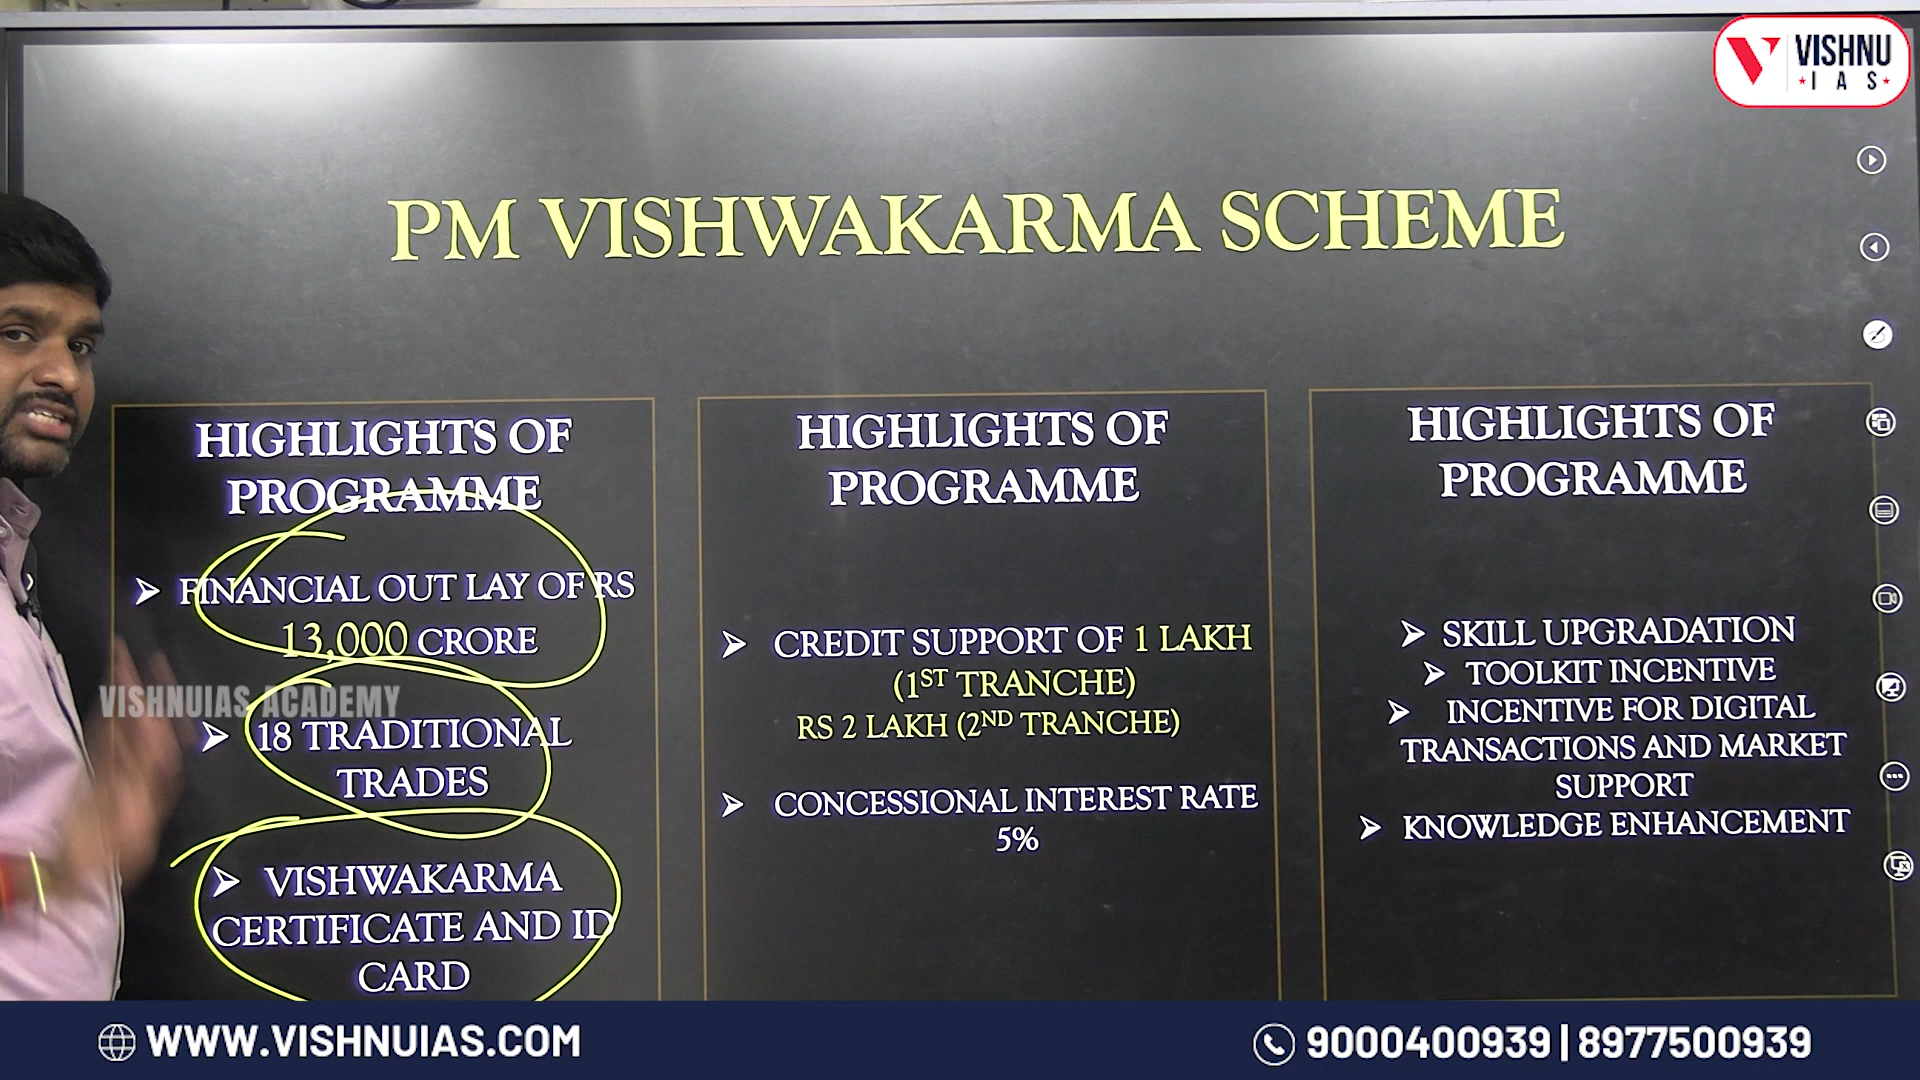 VISHNU
IAS
PM VISHWAKARMA SCHEME
HIGHLIGHTS OF
PROGRAMME
➢ FINANCIAL OUT LAY OF RS
13,000 CRORE
➢ 18 TRADITIONAL
TRADES
➢ VISHWAKARMA
CERTIFICATE AND ID
CARD
HIGHLIGHTS OF
PROGRAMME
➢ CREDIT SUPPORT OF 1 LAKH
(1ST TRANCHE)
RS 2 LAKH (2ND TRANCHE)
➢ CONCESSIONAL INTEREST RATE
5%
HIGHLIGHTS OF
PROGRAMME
➢ SKILL UPGRADATION
➢ TOOLKIT INCENTIVE
➢ INCENTIVE FOR DIGITAL
TRANSACTIONS AND MARKET
SUPPORT
➢ KNOWLEDGE ENHANCEMENT
VISHNUIAS ACADEMY
WWW.VISHNUIAS.COM
9000400939 | 8977500939